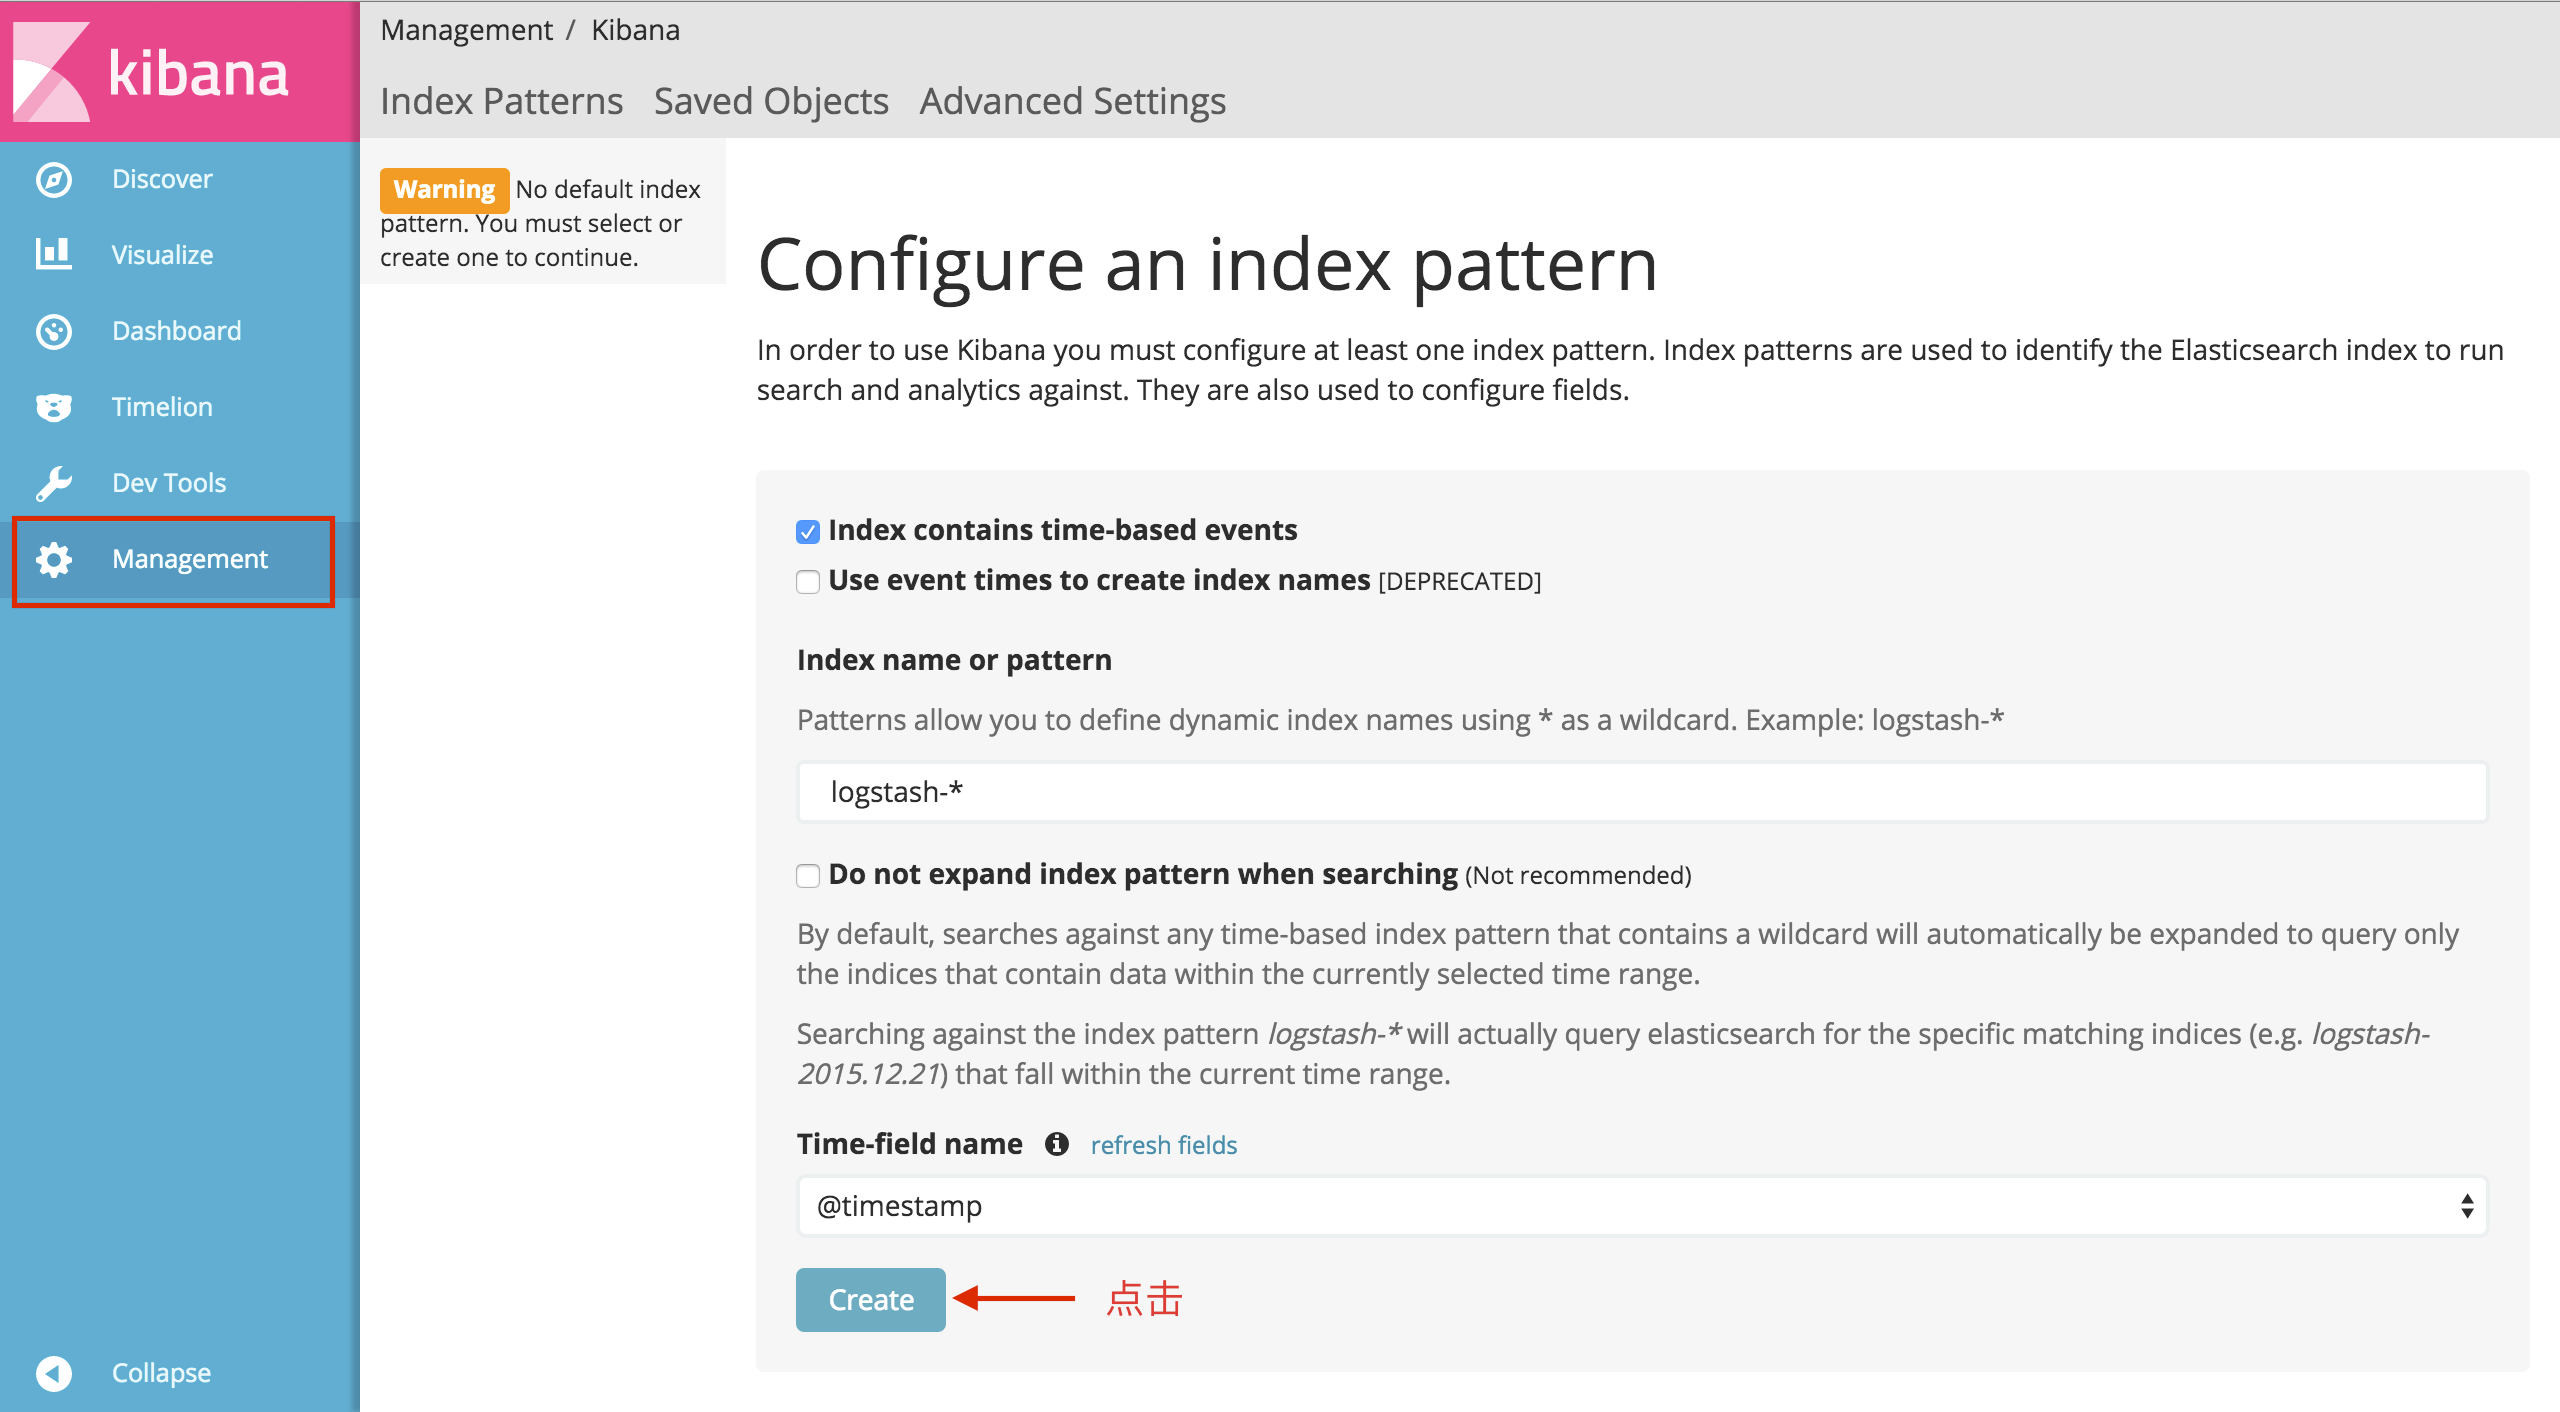 kibana
Discover
Visualize
Dashboard
Timelion
Dev Tools
Management
Collapse
Management / Kibana
Index Patterns Saved Objects Advanced Settings
Warning No default index
pattern. You must select or
create one to continue.
Configure an index pattern
In order to use Kibana you must configure at least one index pattern. Index patterns are used to identify the Elasticsearch index to run
search and analytics against. They are also used to configure fields.
Index contains time-based events
Use event times to create index names [DEPRECATED]
Index name or pattern
Patterns allow you to define dynamic index names using * as a wildcard. Example: logstash-*
logstash-*
Do not expand index pattern when searching (Not recommended)
By default, searches against any time-based index pattern that contains a wildcard will automatically be expanded to query only
the indices that contain data within the currently selected time range.
Searching against the index pattern logstash-* will actually query elasticsearch for the specific matching indices (e.g. logstash-
2015.12.21) that fall within the current time range.
Time-field name refresh fields
@timestamp
Create 点击